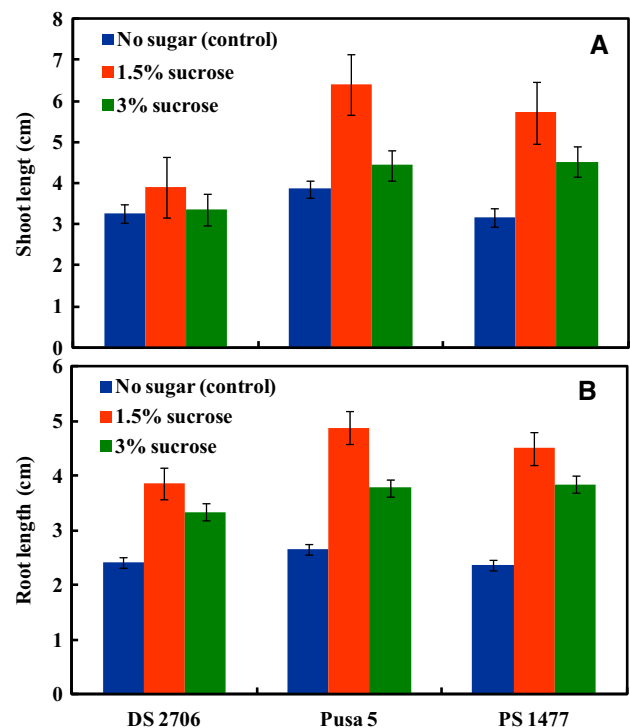 8
7
6
5
4
3
2
1
0
Shoot lengt (cm)
No sugar (control)
1.5% sucrose
3% sucrose
A
6
5
4
3
2
1
0
Root length (cm)
No sugar (control)
1.5% sucrose
3% sucrose
B
DS 2706 Pusa 5 PS 1477